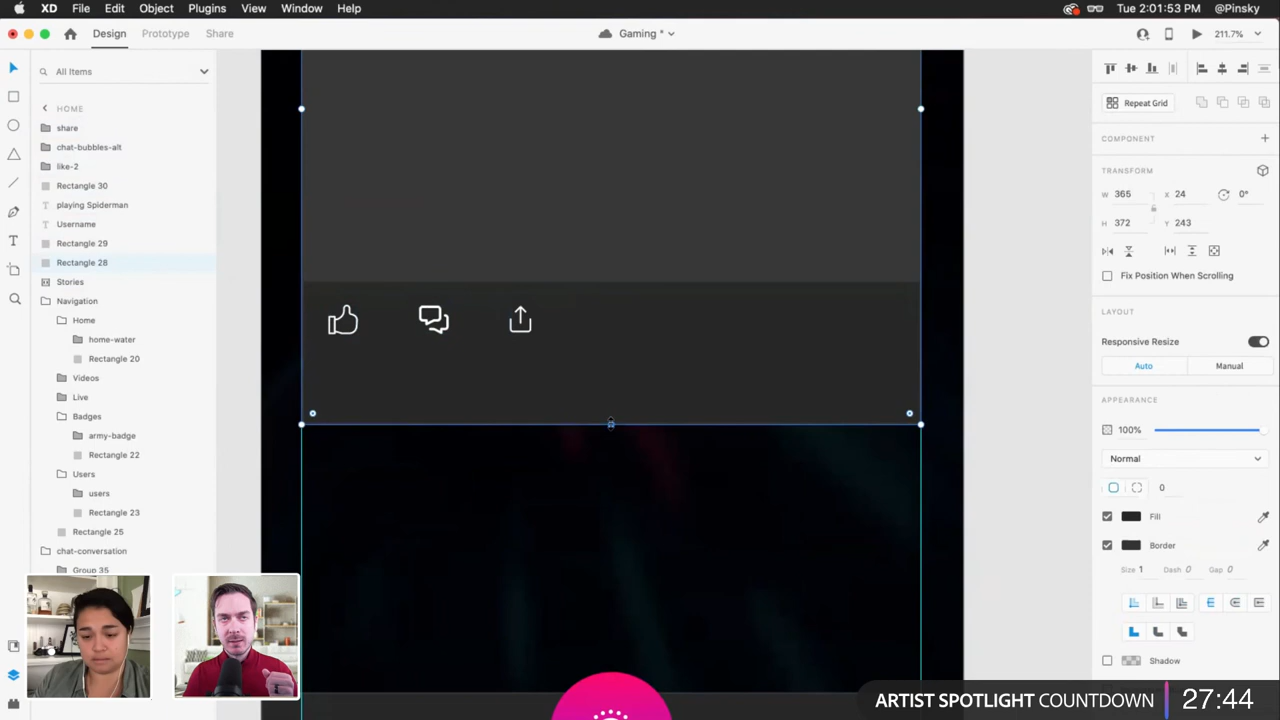 XD File Edit Object Plugins View Window Help Tue 2:01:53 PM @Pinsky
Design Prototype Share Gaming * 211.7%
All Items
HOME
share
chat-bubbles-alt
like-2
Rectangle 30
playing Spiderman
Username
Rectangle 29
Rectangle 28
Stories
Navigation
Home
home-water
Rectangle 20
Videos
Live
Badges
army-badge
Rectangle 22
Users
users
Rectangle 23
Rectangle 25
chat-conversation
Group 35
T
Repeat Grid
COMPONENT
TRANSFORM
W 365 X 24 0°
H 372 Y 243
Fix Position When Scrolling
LAYOUT
Responsive Resize
Auto Manual
APPEARANCE
100%
Normal
0
Fill
Border
Size 1 Dash 0 Gap 0
Shadow
ARTIST SPOTLIGHT COUNTDOWN 27:44